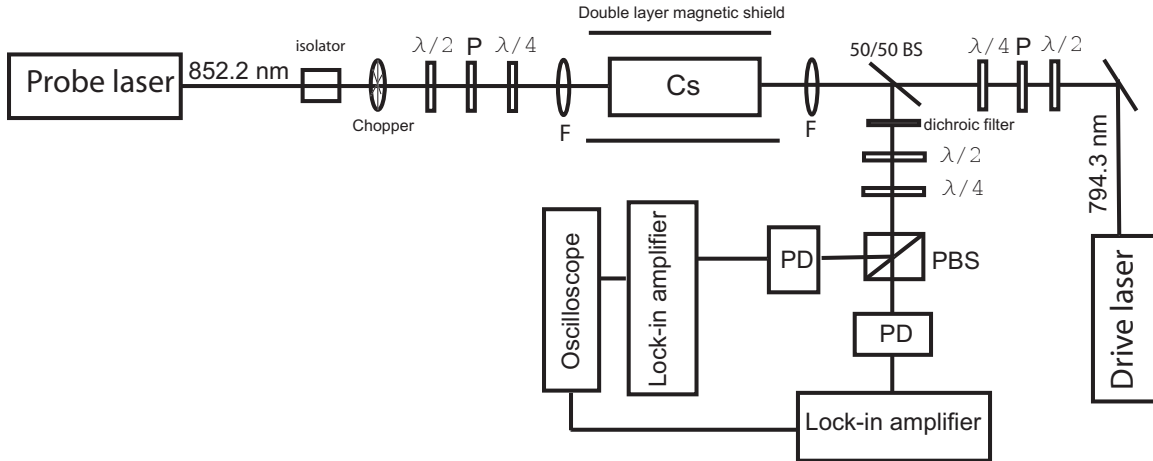 Double layer magnetic shield
isolator
λ/2 P λ/4
50/50 BS
λ/4 P λ/2
Probe laser
852.2 nm
Cs
Chopper
F
F
dichroic filter
λ/2
λ/4
794.3 nm
Oscilloscope
Lock-in amplifier
PD
PBS
PD
Drive laser
Lock-in amplifier